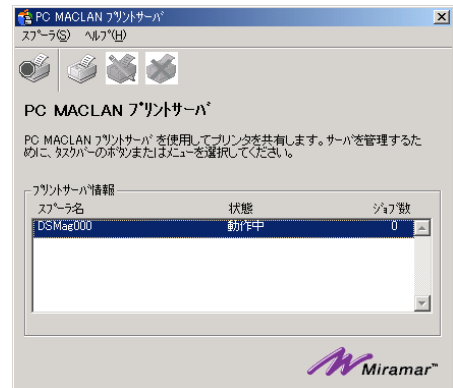 PC MACLAN ﾌﾟﾘﾝﾄｻｰﾊﾞ
ｽﾌﾟｰﾗ(S) ﾍﾙﾌﾟ(H)
PC MACLAN ﾌﾟﾘﾝﾄｻｰﾊﾞ
PC MACLAN ﾌﾟﾘﾝﾄｻｰﾊﾞを使用してプリンタを共有します。ｻｰﾊﾞを管理するた
めに、ﾀｽｸﾊﾞｰのﾎﾞﾀﾝまたはﾒﾆｭｰを選択してください。
ﾌﾟﾘﾝﾄｻｰﾊﾞ情報
ｽﾌﾟｰﾗ名 状態 ｼﾞｮﾌﾞ数
DSMag000 動作中 0
Miramar™